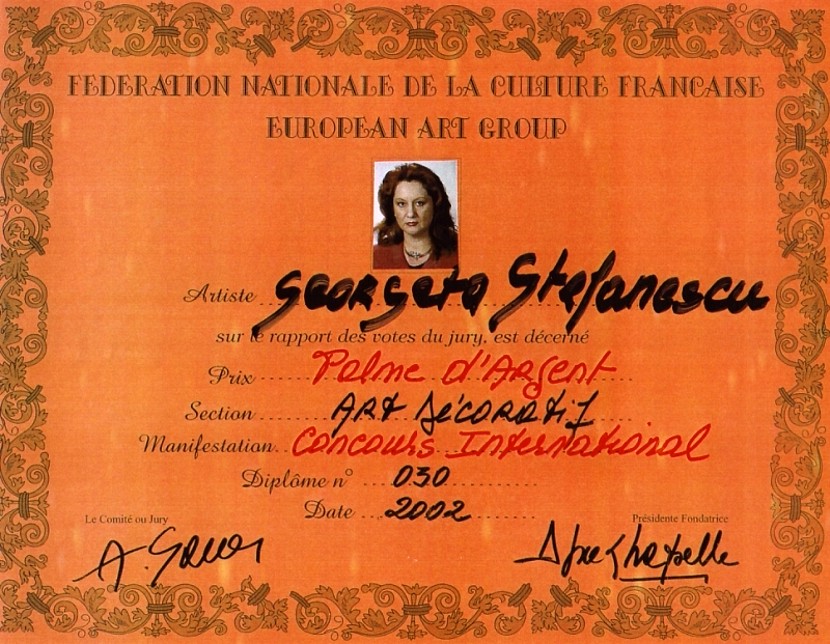 FEDERATION NATIONALE DE LA CULTURE FRANCAISE
EUROPEAN ART GROUP
Artiste Georgeta Stefanescu
sur le rapport des votes du jury, est décerné
Prix Palme d'Argent
Section Art décoratif
Manifestation Concours International
Diplôme n° 030
Date 2002
Le Comité ou Jury
Présidente Fondatrice